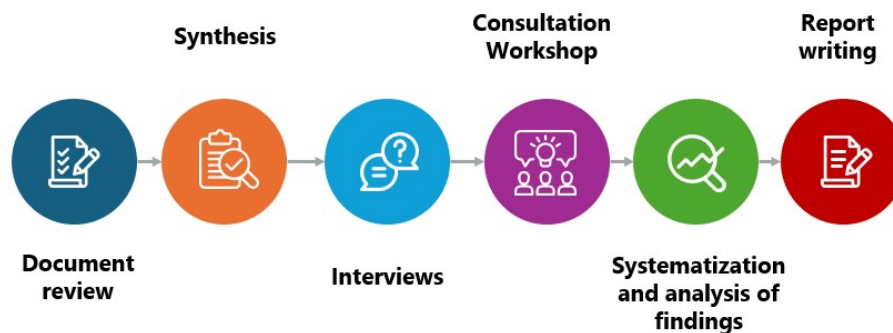 Synthesis
Consultation
Workshop
Report
writing
?
Document
review
Interviews
Systematization
and analysis of
findings